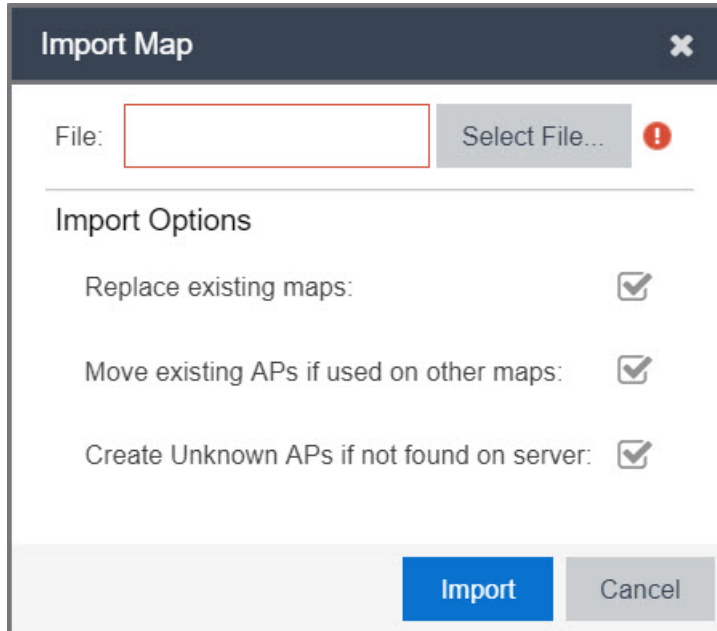 Import Map
File: Select File...
Import Options
Replace existing maps:
Move existing APs if used on other maps:
Create Unknown APs if not found on server:
Import Cancel